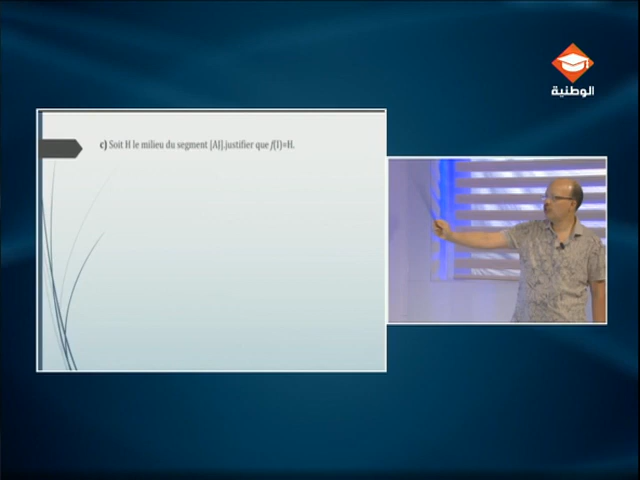 الوطنية
c) Soit H le milieu du segment [AJ].justifier que f(I)=H.